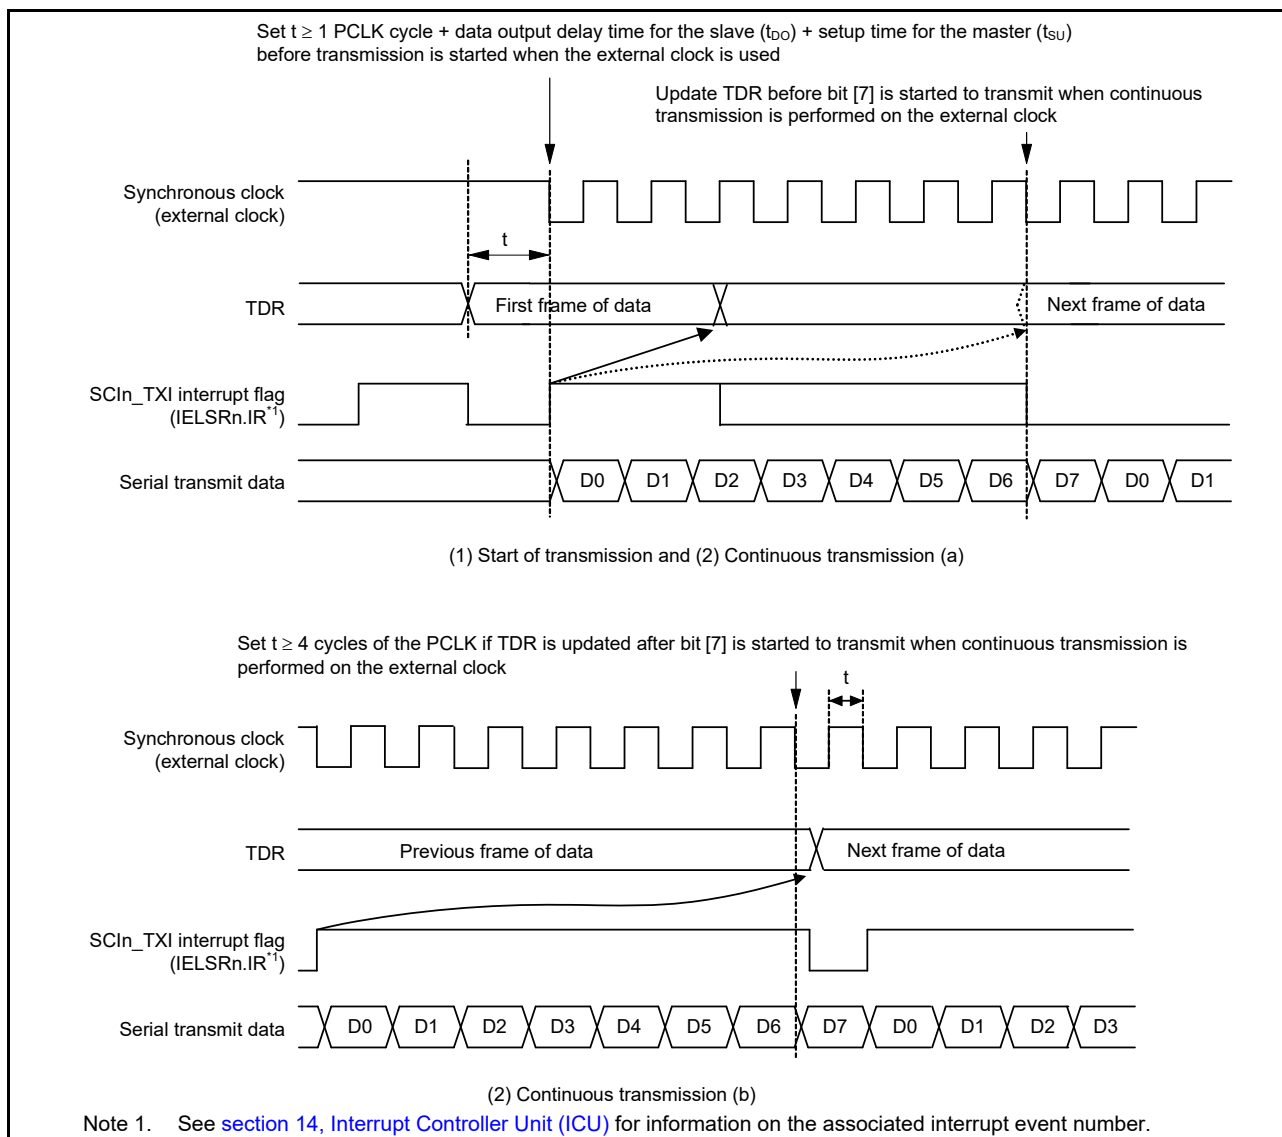 Set t ≥ 1 PCLK cycle + data output delay time for the slave (tDO) + setup time for the master (tSU)
before transmission is started when the external clock is used
Update TDR before bit [7] is started to transmit when continuous
transmission is performed on the external clock
Synchronous clock
(external clock)
t
TDR
First frame of data
Next frame of data
SCIn_TXI interrupt flag
(IELSRn.IR*1)
Serial transmit data
D0 D1 D2 D3 D4 D5 D6 D7 D0 D1
(1) Start of transmission and (2) Continuous transmission (a)
Set t ≥ 4 cycles of the PCLK if TDR is updated after bit [7] is started to transmit when continuous transmission is
performed on the external clock
t
Synchronous clock
(external clock)
TDR
Previous frame of data
Next frame of data
SCIn_TXI interrupt flag
(IELSRn.IR*1)
Serial transmit data
D0 D1 D2 D3 D4 D5 D6 D7 D0 D1 D2 D3
(2) Continuous transmission (b)
Note 1. See section 14, Interrupt Controller Unit (ICU) for information on the associated interrupt event number.